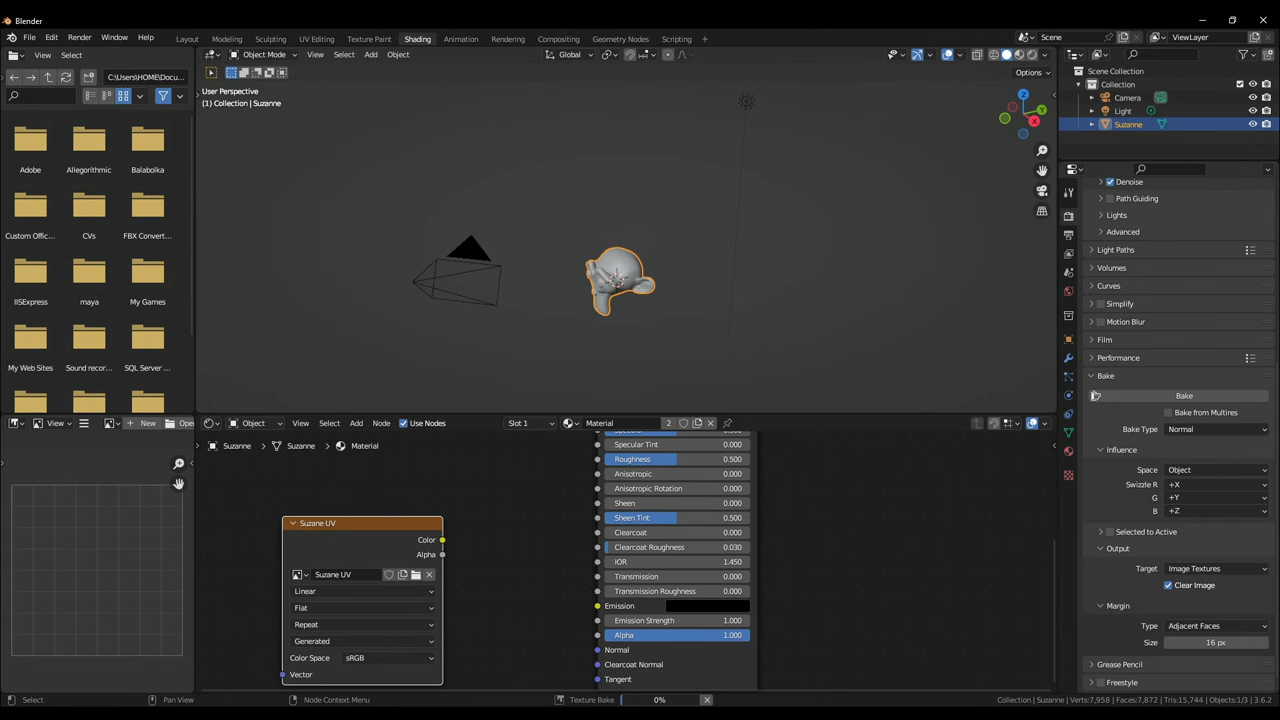 Blender
File
Edit
Render
Window
Help
Layout
Modeling
Sculpting
UV Editing
Texture Paint
Shading
Animation
Rendering
Compositing
Geometry Nodes
Scripting
Scene
ViewLayer
View
Select
C:\Users\HOME\Docu...
Adobe
Allegorithmic
Balabolka
Custom Offic...
CVs
FBX Convert...
IISExpress
maya
My Games
My Web Sites
Sound recor...
SQL Server ...
Object Mode
View
Select
Add
Object
Global
Options
User Perspective
(1) Collection | Suzanne
Z
Y
X
Scene Collection
Collection
Camera
Light
Suzanne
Denoise
Path Guiding
Lights
Advanced
Light Paths
Volumes
Curves
Simplify
Motion Blur
Film
Performance
Bake
Bake
Bake from Multires
Bake Type Normal
Influence
Space Object
Swizzle R +X
G +Y
B +Z
Selected to Active
Output
Target Image Textures
Clear Image
Margin
Type Adjacent Faces
Size 16 px
Grease Pencil
Freestyle
View
New
Open
Object
View
Select
Add
Node
Use Nodes
Slot 1
Material
2
Suzanne
Suzanne
Material
Suzane UV
Color
Alpha
Suzane UV
Linear
Flat
Repeat
Generated
Color Space sRGB
Vector
Specular Tint 0.000
Roughness 0.500
Anisotropic 0.000
Anisotropic Rotation 0.000
Sheen 0.000
Sheen Tint 0.500
Clearcoat 0.000
Clearcoat Roughness 0.030
IOR 1.450
Transmission 0.000
Transmission Roughness 0.000
Emission
Emission Strength 1.000
Alpha 1.000
Normal
Clearcoat Normal
Tangent
Select
Pan View
Node Context Menu
Texture Bake
0%
Collection | Suzanne | Verts:7,958 | Faces:7,872 | Tris:15,744 | Objects:1/3 | 3.6.2